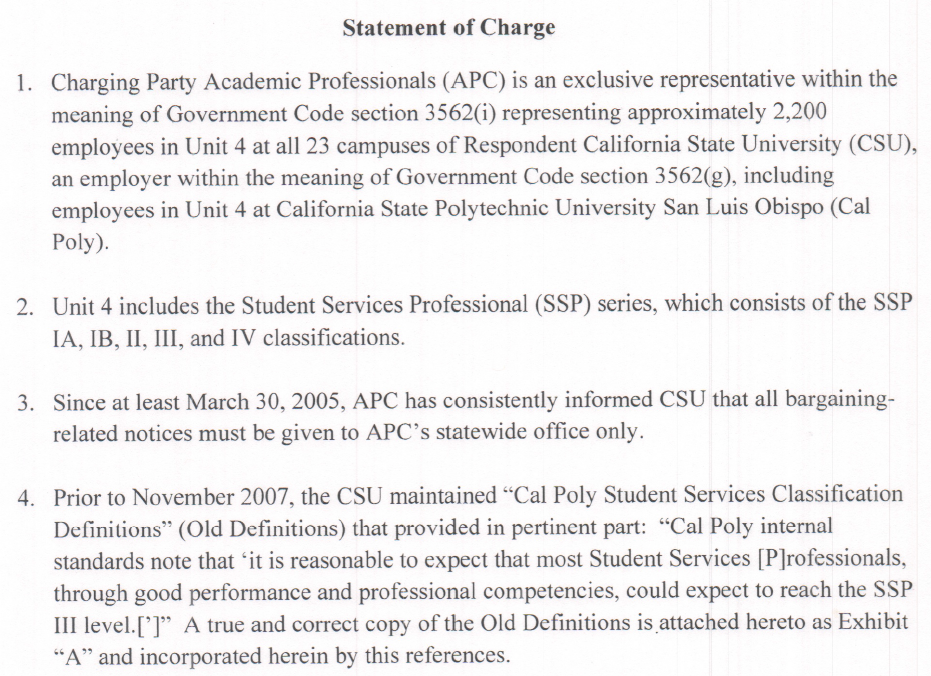 Statement of Charge
1. Charging Party Academic Professionals (APC) is an exclusive representative within the
meaning of Government Code section 3562(i) representing approximately 2,200
employees in Unit 4 at all 23 campuses of Respondent California State University (CSU),
an employer within the meaning of Government Code section 3562(g), including
employees in Unit 4 at California State Polytechnic University San Luis Obispo (Cal
Poly).
2. Unit 4 includes the Student Services Professional (SSP) series, which consists of the SSP
IA, IB, II, III, and IV classifications.
3. Since at least March 30, 2005, APC has consistently informed CSU that all bargaining-
related notices must be given to APC’s statewide office only.
4. Prior to November 2007, the CSU maintained “Cal Poly Student Services Classification
Definitions” (Old Definitions) that provided in pertinent part: “Cal Poly internal
standards note that ‘it is reasonable to expect that most Student Services [P]rofessionals,
through good performance and professional competencies, could expect to reach the SSP
III level.[’]” A true and correct copy of the Old Definitions is attached hereto as Exhibit
“A” and incorporated herein by this references.